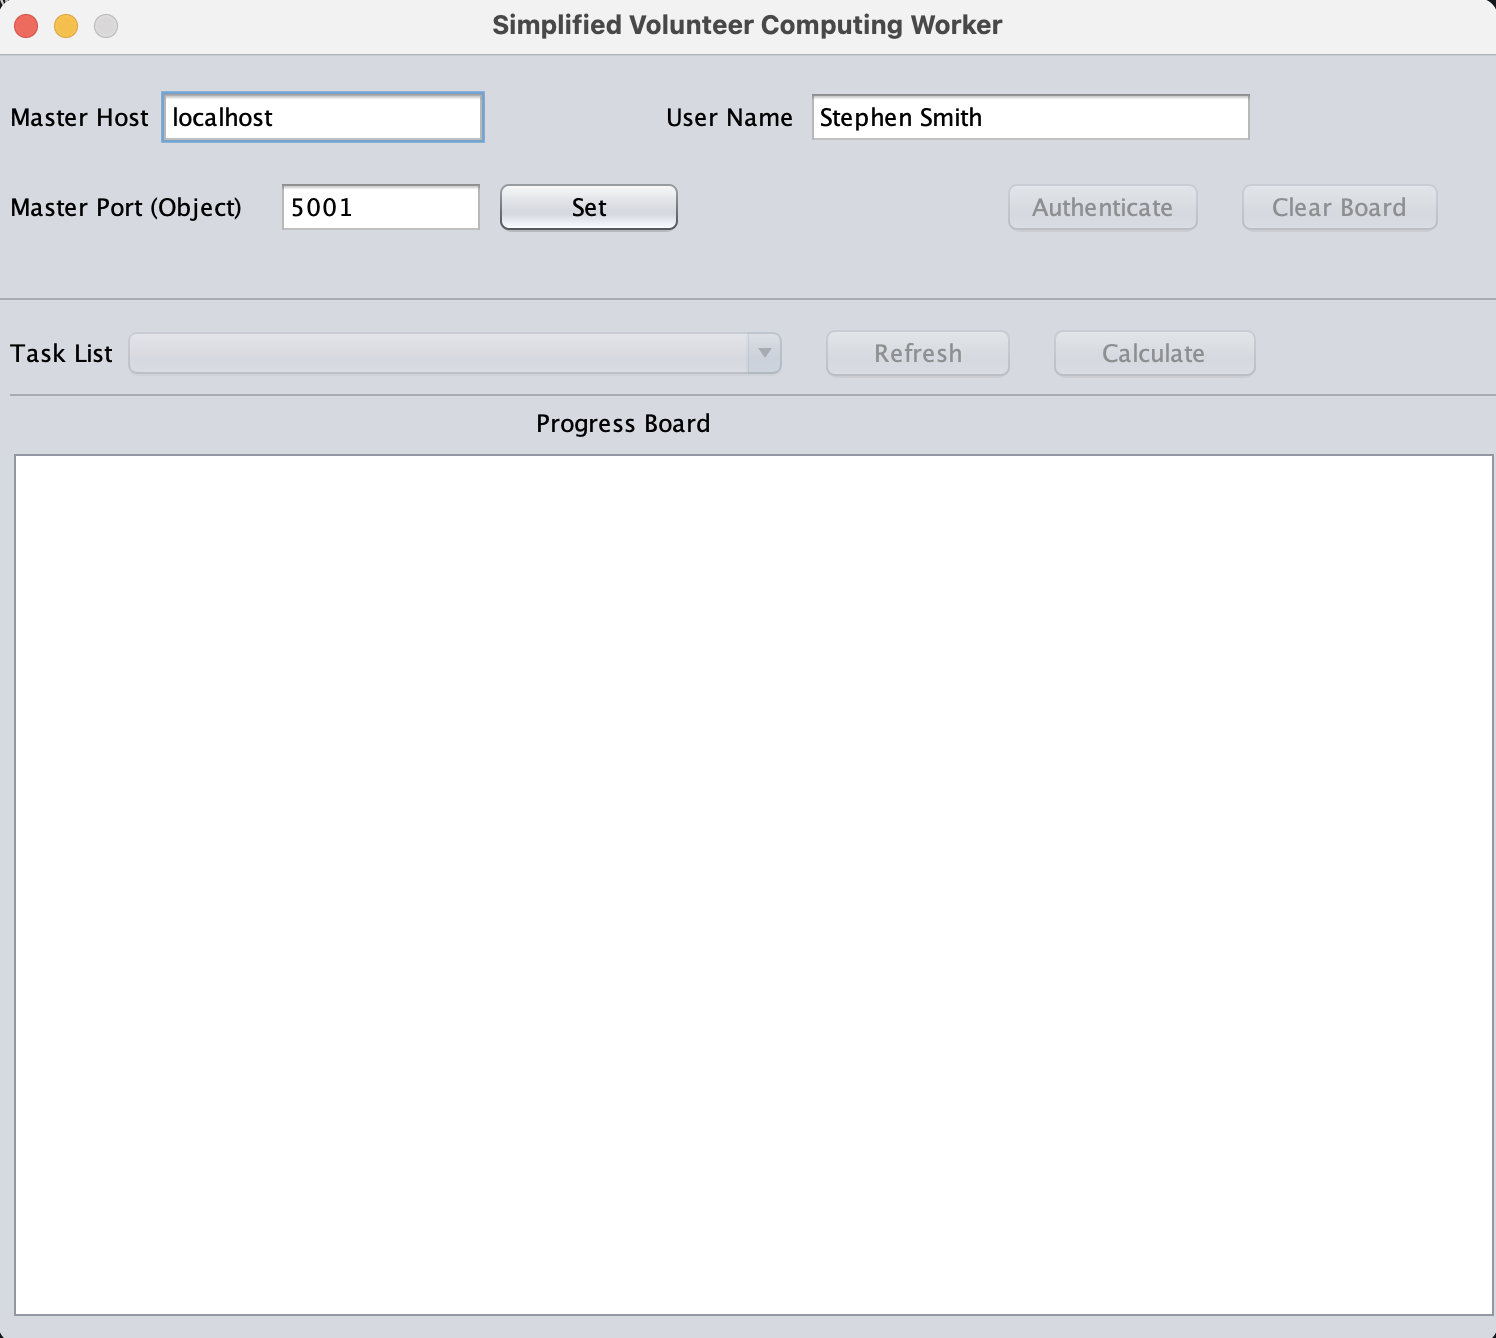 Simplified Volunteer Computing Worker
Master Host localhost User Name Stephen Smith
Master Port (Object) 5001 Set Authenticate Clear Board
Task List Refresh Calculate
Progress Board